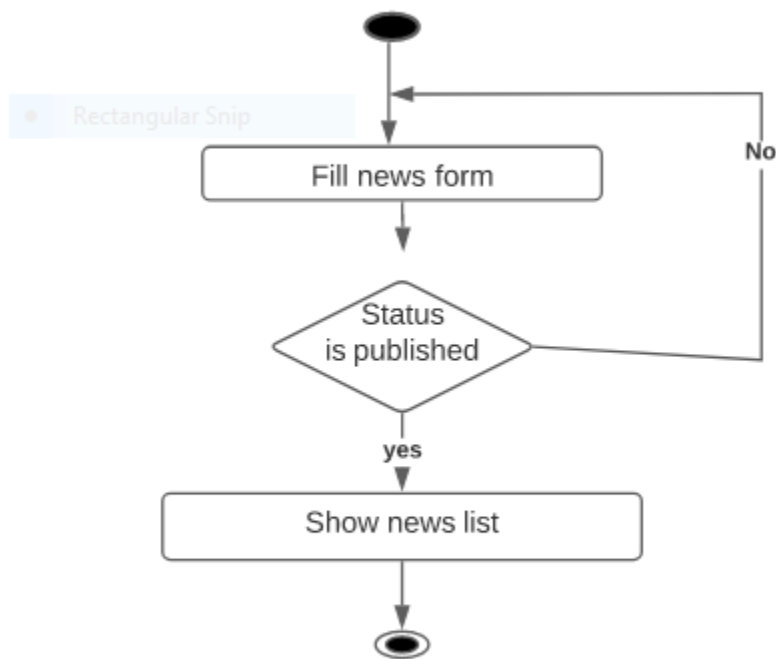 Rectangular Snip
No
Fill news form
Status
is published
yes
Show news list